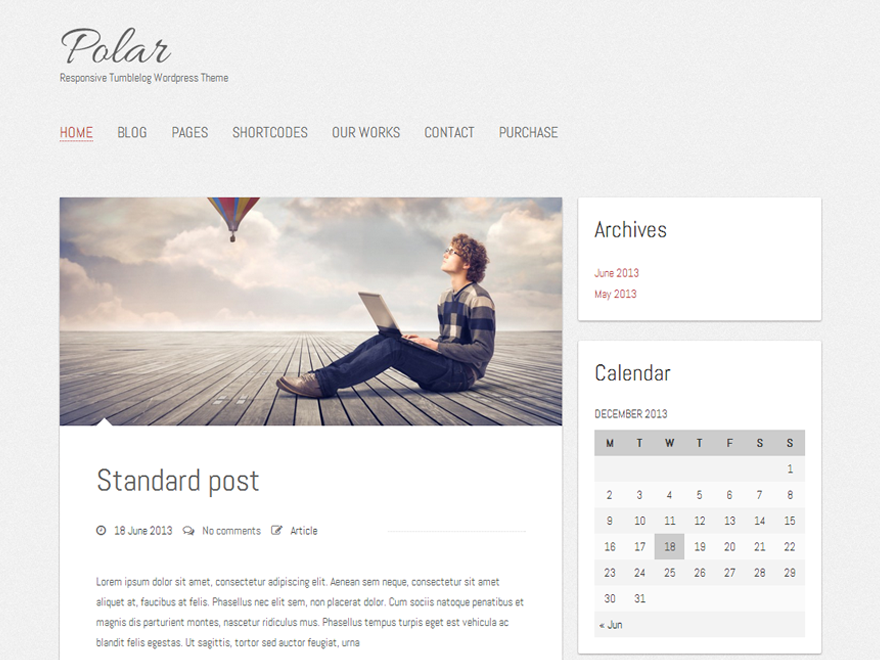 Polar
Responsive Tumblelog Wordpress Theme
HOME BLOG PAGES SHORTCODES OUR WORKS CONTACT PURCHASE
Standard post
18 June 2013 No comments Article
Lorem ipsum dolor sit amet, consectetur adipiscing elit. Aenean sem neque, consectetur sit amet
aliquet at, faucibus at felis. Phasellus nec elit sem, non placerat dolor. Cum sociis natoque penatibus et
magnis dis parturient montes, nascetur ridiculus mus. Phasellus tempus turpis eget est vehicula ac
blandit felis egestas. Ut sagittis, tortor sed auctor feugiat, urna
Archives
June 2013
May 2013
Calendar
DECEMBER 2013
M T W T F S S
1
2 3 4 5 6 7 8
9 10 11 12 13 14 15
16 17 18 19 20 21 22
23 24 25 26 27 28 29
30 31
« Jun